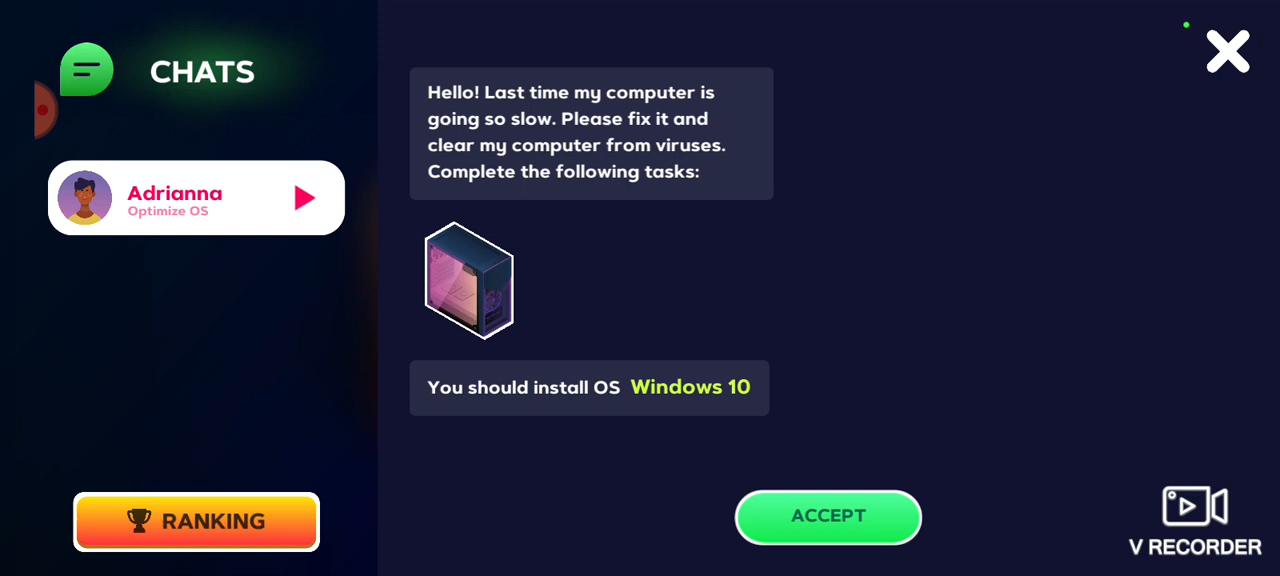 CHATS
Adrianna
Optimize OS
RANKING
Hello! Last time my computer is
going so slow. Please fix it and
clear my computer from viruses.
Complete the following tasks:
You should install OS Windows 10
ACCEPT
V RECORDER